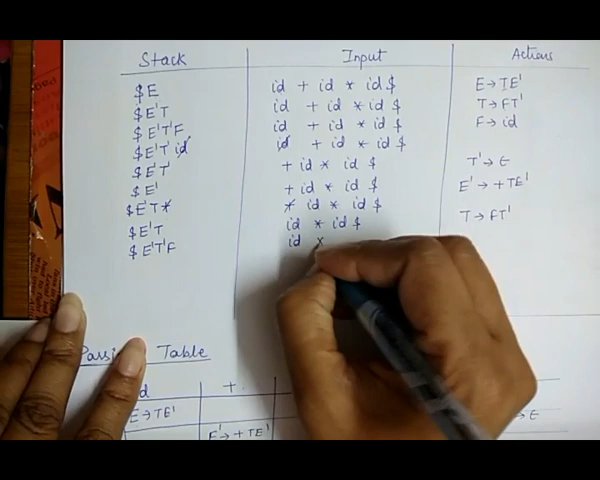 Stack Input Actions
$E id + id * id $ E→TE'
$E'T id + id * id $ T→FT'
$E'T'F id + id * id $ F→id
$E'T'id id + id * id $
$E'T' + id * id $ T'→ε
$E' + id * id $ E'→+TE'
$E'T* * id * id $
$E'T id * id $ T→FT'
$E'T'F id *
Table
id +
E→TE'
E'→+TE' →ε